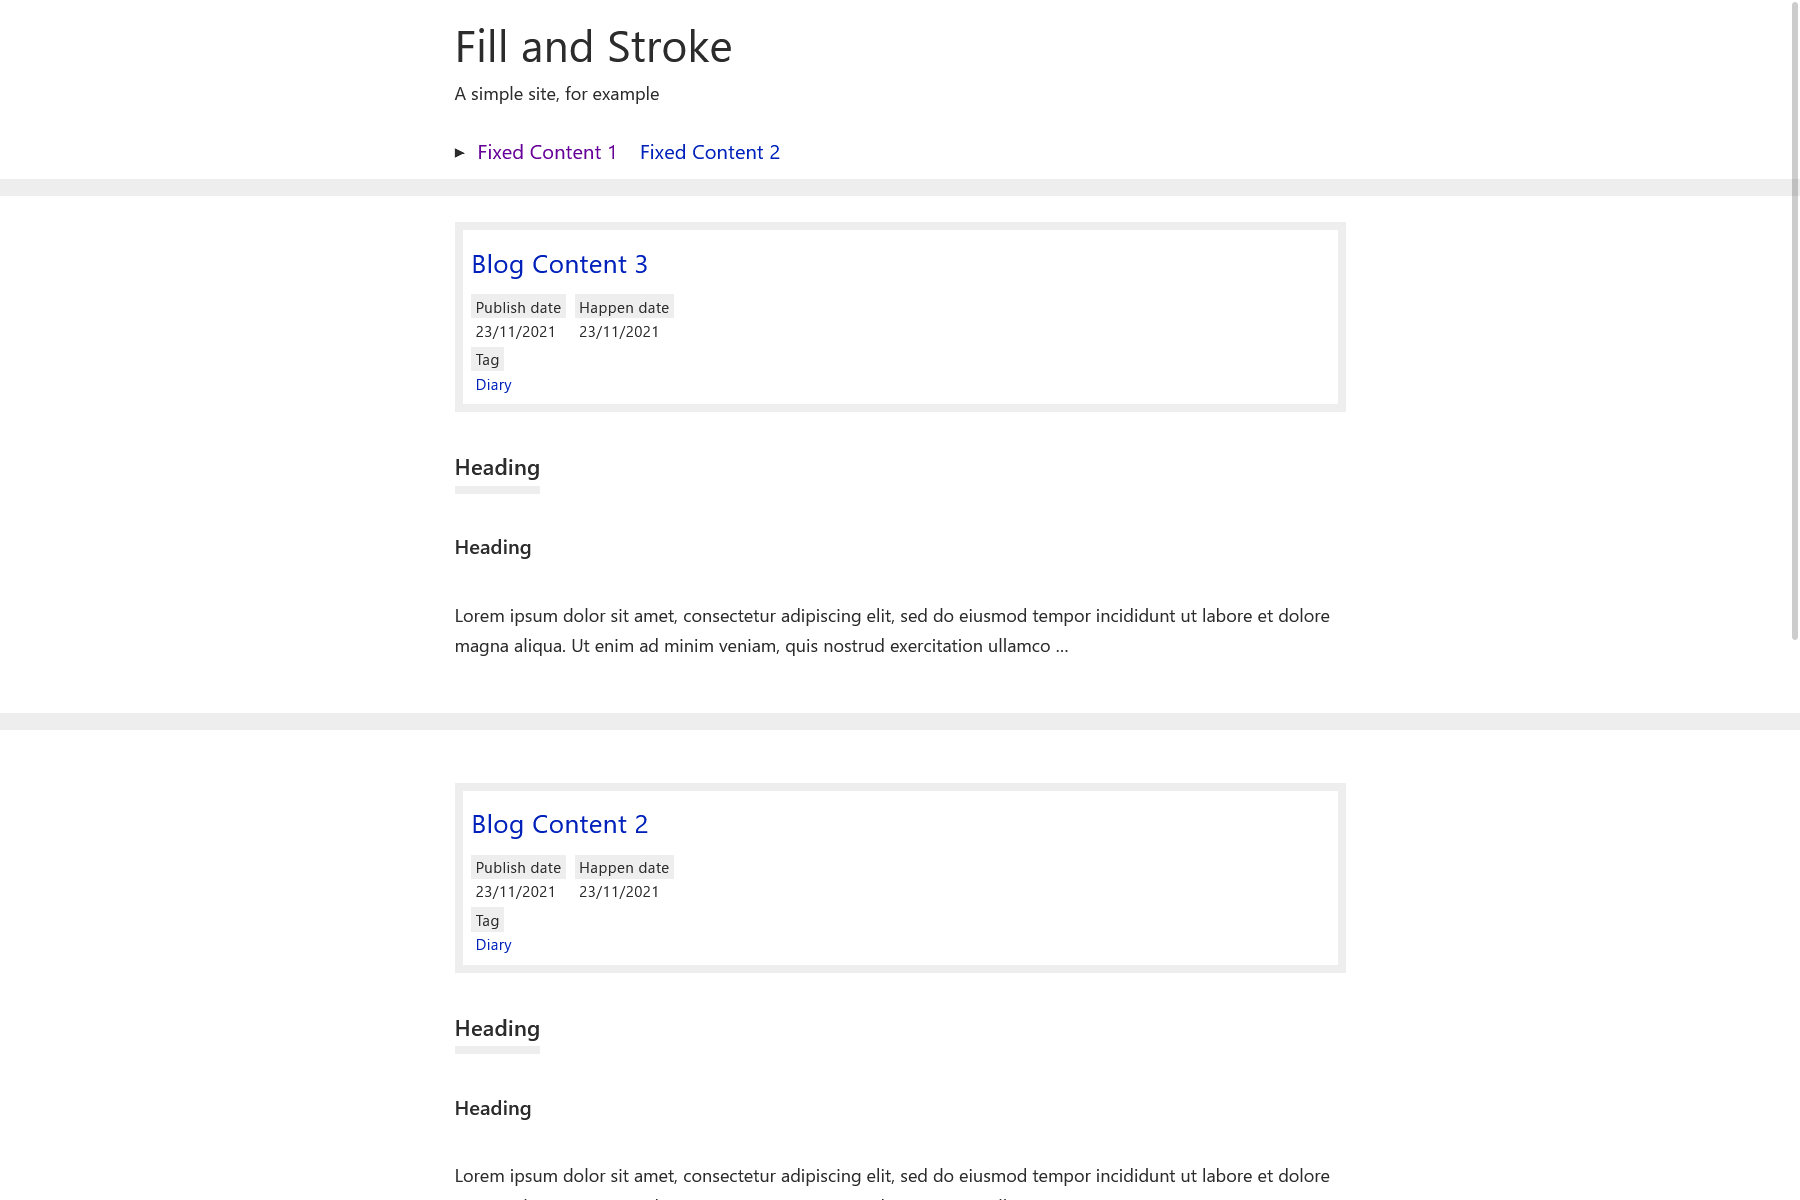 Fill and Stroke
A simple site, for example
► Fixed Content 1 Fixed Content 2
Blog Content 3
Publish date Happen date
23/11/2021 23/11/2021
Tag
Diary
Heading
Heading
Lorem ipsum dolor sit amet, consectetur adipiscing elit, sed do eiusmod tempor incididunt ut labore et dolore
magna aliqua. Ut enim ad minim veniam, quis nostrud exercitation ullamco ...
Blog Content 2
Publish date Happen date
23/11/2021 23/11/2021
Tag
Diary
Heading
Heading
Lorem ipsum dolor sit amet, consectetur adipiscing elit, sed do eiusmod tempor incididunt ut labore et dolore